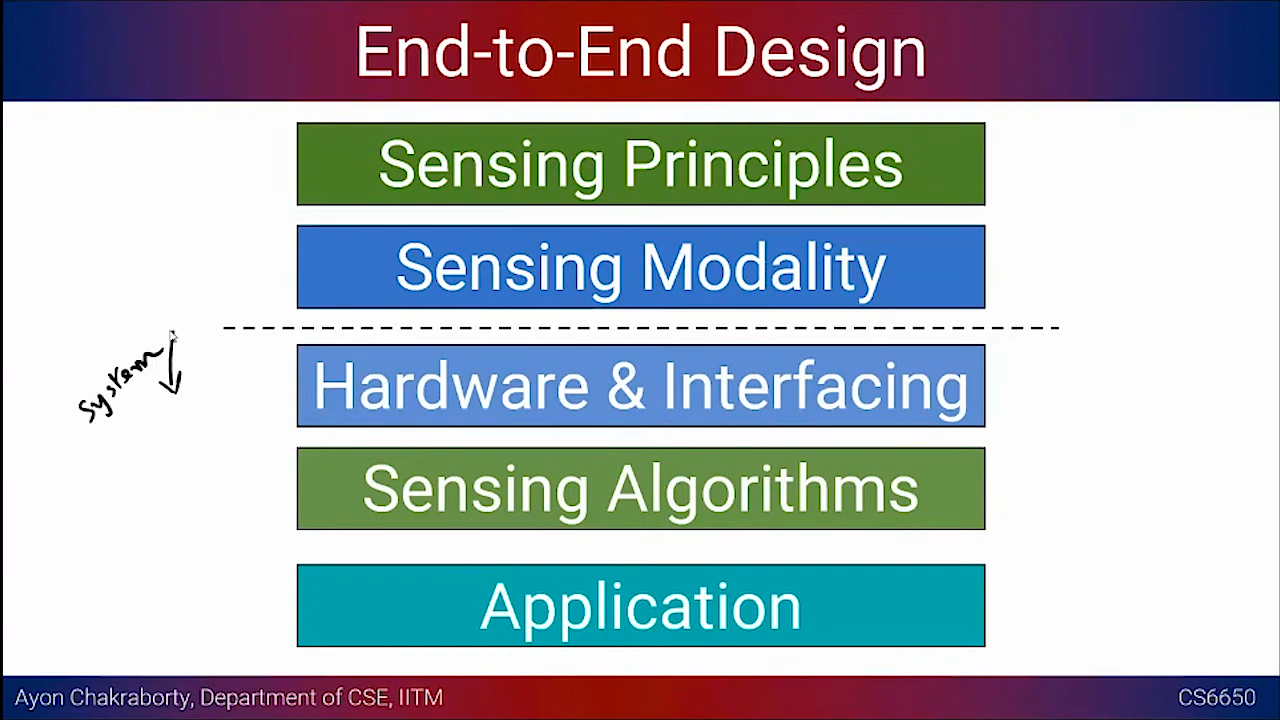 End-to-End Design
Sensing Principles
Sensing Modality
System
Hardware & Interfacing
Sensing Algorithms
Application
Ayon Chakraborty, Department of CSE, IITM
CS6650